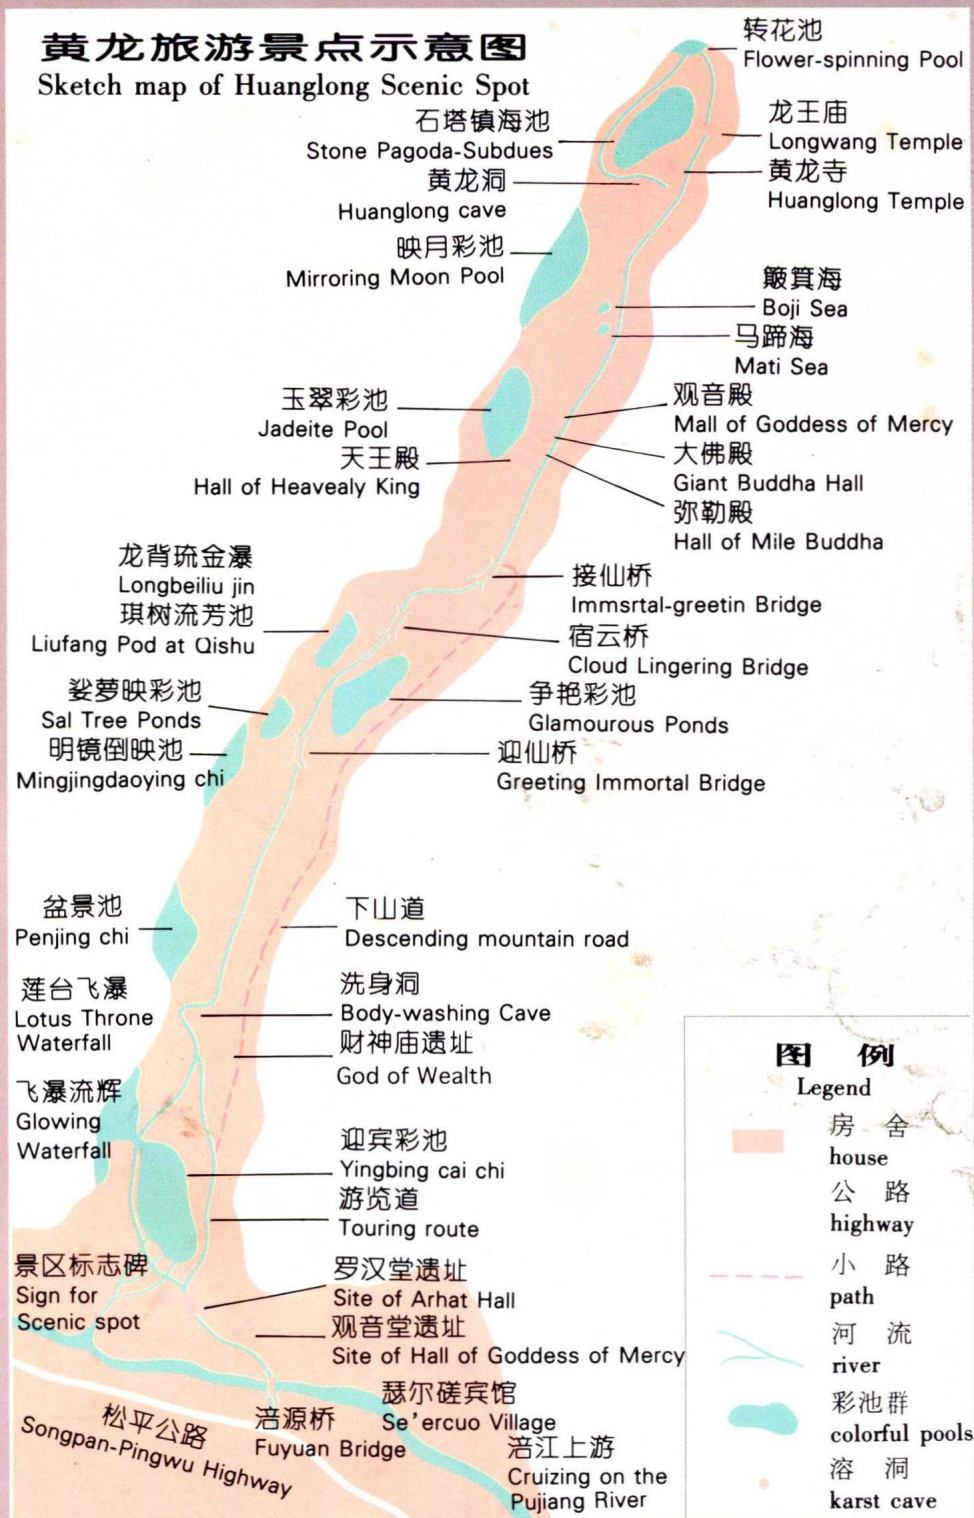 黄龙旅游景点示意图
Sketch map of Huanglong Scenic Spot
转花池
Flower-spinning Pool
石塔镇海池
Stone Pagoda-Subdues
龙王庙
Longwang Temple
黄龙洞
Huanglong cave
黄龙寺
Huanglong Temple
映月彩池
Mirroring Moon Pool
簸箕海
Boji Sea
马蹄海
Mati Sea
玉翠彩池
Jadeite Pool
观音殿
Mall of Goddess of Mercy
天王殿
Hall of Heavealy King
大佛殿
Giant Buddha Hall
弥勒殿
Hall of Mile Buddha
龙背琉金瀑
Longbeiliu jin
接仙桥
Immsrtal-greetin Bridge
琪树流芳池
Liufang Pod at Qishu
宿云桥
Cloud Lingering Bridge
娑萝映彩池
Sal Tree Ponds
争艳彩池
Glamourous Ponds
明镜倒映池
Mingjingdaoying chi
迎仙桥
Greeting Immortal Bridge
盆景池
Penjing chi
下山道
Descending mountain road
莲台飞瀑
Lotus Throne
Waterfall
洗身洞
Body-washing Cave
财神庙遗址
God of Wealth
飞瀑流辉
Glowing
Waterfall
迎宾彩池
Yingbing cai chi
游览道
Touring route
景区标志碑
Sign for
Scenic spot
罗汉堂遗址
Site of Arhat Hall
观音堂遗址
Site of Hall of Goddess of Mercy
瑟尔磋宾馆
Se'ercuo Village
松平公路
Songpan-Pingwu Highway
涪源桥
Fuyuan Bridge
涪江上游
Cruizing on the
Pujiang River
图 例
Legend
房 舍
house
公 路
highway
小 路
path
河 流
river
彩池群
colorful pools
溶 洞
karst cave